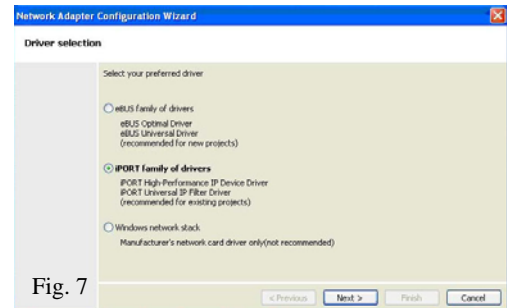 Network Adapter Configuration Wizard
Driver selection
Select your preferred driver
eBUS family of drivers
eBUS Optimal Driver
eBUS Universal Driver
(recommended for new projects)
iPORT family of drivers
iPORT High-Performance IP Device Driver
iPORT Universal IP Filter Driver
(recommended for existing projects)
Windows network stack
Manufacturer's network card driver only(not recommended)
Fig. 7
< Previous Next > Finish Cancel